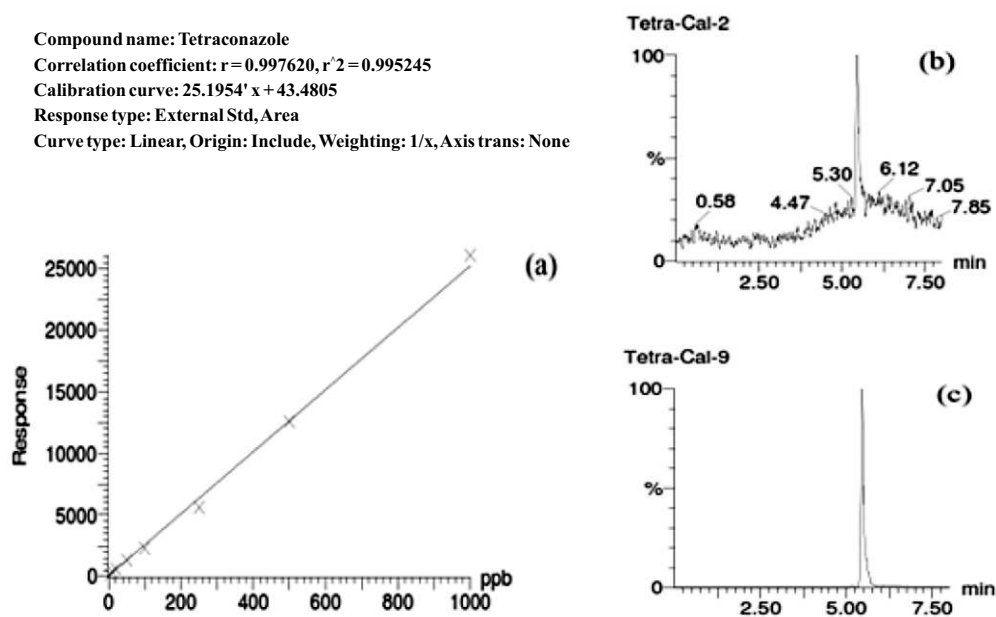 Compound name: Tetraconazole
Correlation coefficient: r = 0.997620, r^2 = 0.995245
Calibration curve: 25.1954' x + 43.4805
Response type: External Std, Area
Curve type: Linear, Origin: Include, Weighting: 1/x, Axis trans: None
(a)
25000
20000
15000
10000
5000
0
Response
0 200 400 600 800 1000 ppb
Tetra-Cal-2
(b)
100
%
0
0.58
4.47
5.30
6.12
7.05
7.85
2.50 5.00 7.50 min
Tetra-Cal-9
(c)
100
%
0
2.50 5.00 7.50 min